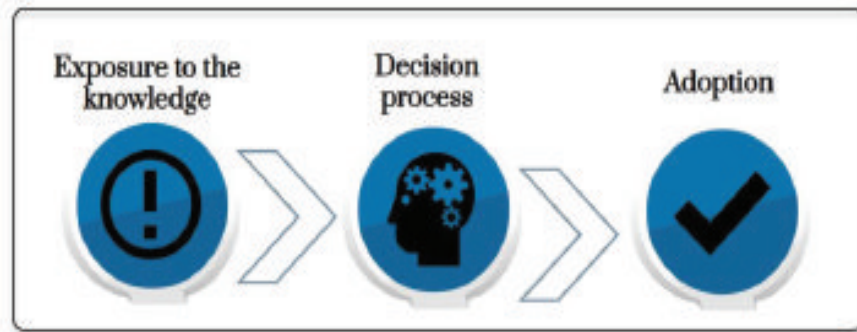 Exposure to the
knowledge
Decision
process
Adoption